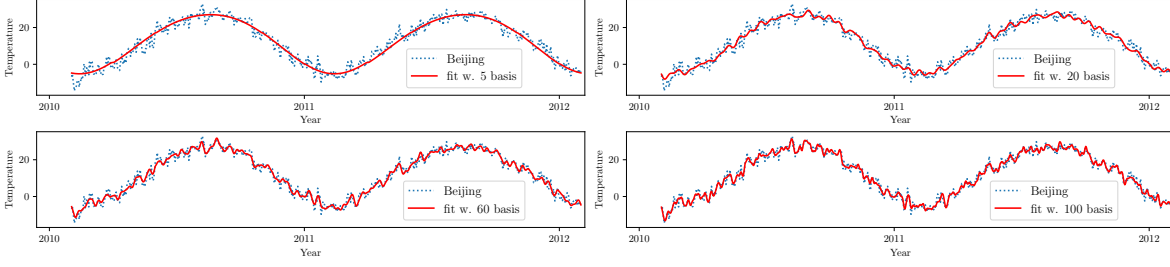 Temperature
20
0
Beijing
fit w. 5 basis
2010
2011
2012
Year
Temperature
20
0
Beijing
fit w. 20 basis
2010
2011
2012
Year
Temperature
20
0
Beijing
fit w. 60 basis
2010
2011
2012
Year
Temperature
20
0
Beijing
fit w. 100 basis
2010
2011
2012
Year